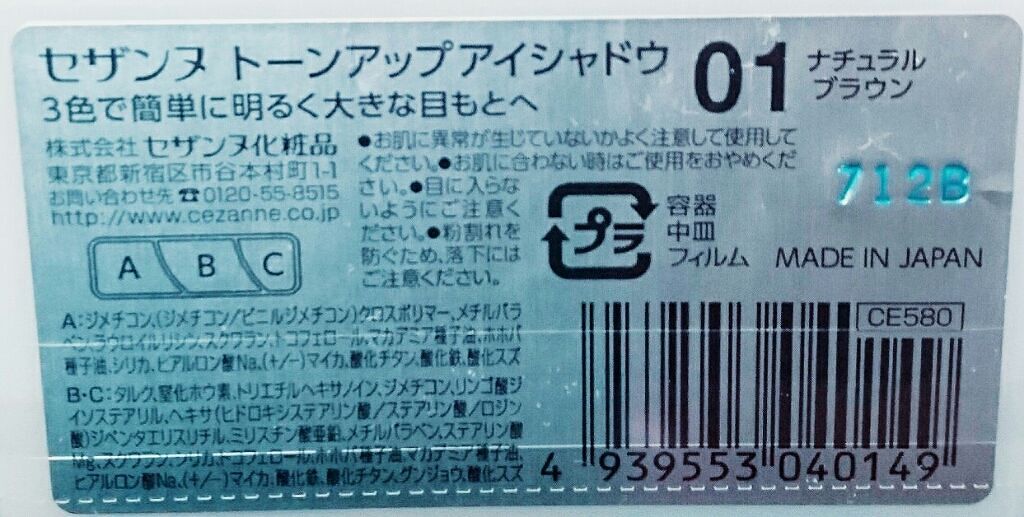 セザンヌ トーンアップアイシャドウ
01 ナチュラル
ブラウン
3色で簡単に明るく大きな目もとへ
株式会社 セザンヌ化粧品
東京都新宿区市谷本村町1-1
お問い合わせ先 ☎0120-55-8515
http://www.cezanne.co.jp
●お肌に異常が生じていないかよく注意して使用して
ください。●お肌に合わない時はご使用をおやめくだ
さい。●目に入らな
いようにご注意く
ださい。●粉割れを
防ぐため、落下には
ご注意ください。
712B
プラ
容器
中皿
フィルム
MADE IN JAPAN
A B C
A:ジメチコン、(ジメチコン/ビニルジメチコン)クロスポリマー、メチルパラ
ベン、ラウロイルリシン、スクワラン、トコフェロール、マカデミア種子油、ホホバ
種子油、シリカ、ヒアルロン酸Na、(+/-)マイカ、酸化チタン、酸化鉄、酸化スズ
B・C:タルク、窒化ホウ素、トリエチルヘキサノイン、ジメチコン、リンゴ酸ジ
イソステアリル、ヘキサ(ヒドロキシステアリン酸/ステアリン酸/ロジン
酸)ジペンタエリスリチル、ミリスチン酸亜鉛、メチルパラベン、ステアリン酸
Mg、スクワラン、シリカ、トコフェロール、ホホバ種子油、マカデミア種子油、
ヒアルロン酸Na、(+/-)マイカ、酸化鉄、酸化チタン、グンジョウ、酸化スズ
CE580
4 939553 040149